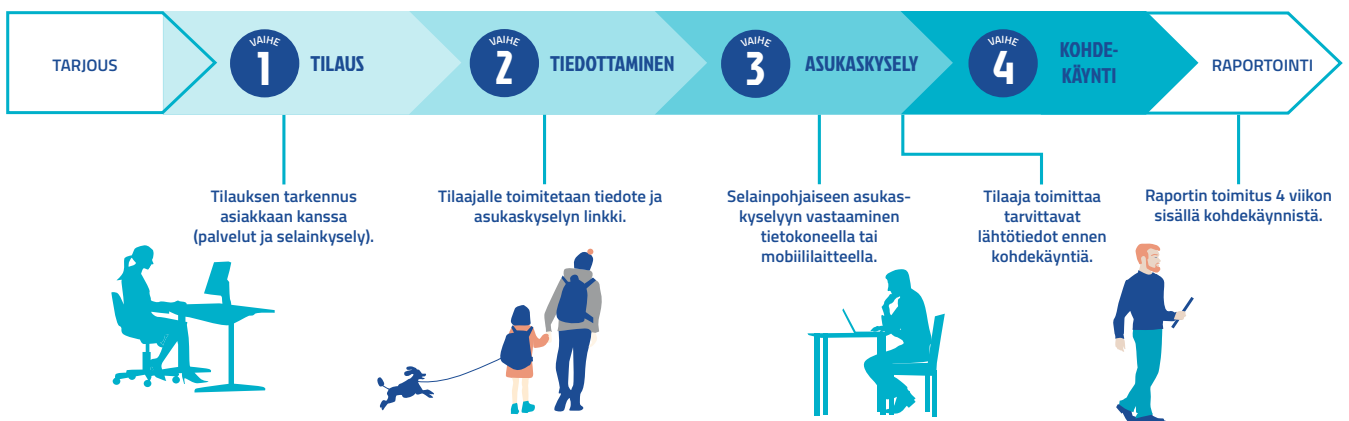 TARJOUS
VAIHE
1
TILAUS
VAIHE
2
TIEDOTTAMINEN
VAIHE
3
ASUKASKYSELY
VAIHE
4
KOHDE-
KÄYNTI
RAPORTOINTI
Tilauksen tarkennus
asiakkaan kanssa
(palvelut ja selainkysely).
Tilaajalle toimitetaan tiedote ja
asukaskyselyn linkki.
Selainpohjaiseen asukas-
kyselyyn vastaaminen
tietokoneella tai
mobiililaitteella.
Tilaaja toimittaa
tarvittavat
lähtötiedot ennen
kohdekäyntiä.
Raportin toimitus 4 viikon
sisällä kohdekäynnistä.